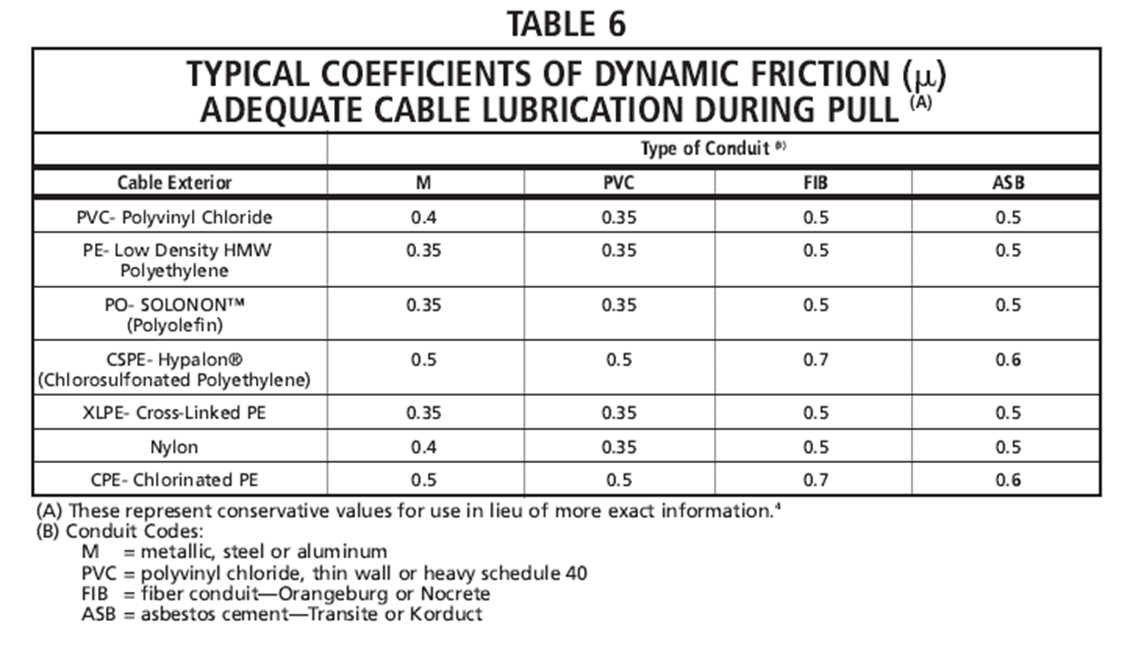 TABLE 6
TYPICAL COEFFICIENTS OF DYNAMIC FRICTION (μ)
ADEQUATE CABLE LUBRICATION DURING PULL (A)
Type of Conduit (B)
Cable Exterior M PVC FIB ASB
PVC- Polyvinyl Chloride 0.4 0.35 0.5 0.5
PE- Low Density HMW 0.35 0.35 0.5 0.5
Polyethylene
PO- SOLONON™ 0.35 0.35 0.5 0.5
(Polyolefin)
CSPE- Hypalon® 0.5 0.5 0.7 0.6
(Chlorosulfonated Polyethylene)
XLPE- Cross-Linked PE 0.35 0.35 0.5 0.5
Nylon 0.4 0.35 0.5 0.5
CPE- Chlorinated PE 0.5 0.5 0.7 0.6
(A) These represent conservative values for use in lieu of more exact information.⁴
(B) Conduit Codes:
M = metallic, steel or aluminum
PVC = polyvinyl chloride, thin wall or heavy schedule 40
FIB = fiber conduit—Orangeburg or Nocrete
ASB = asbestos cement—Transite or Korduct